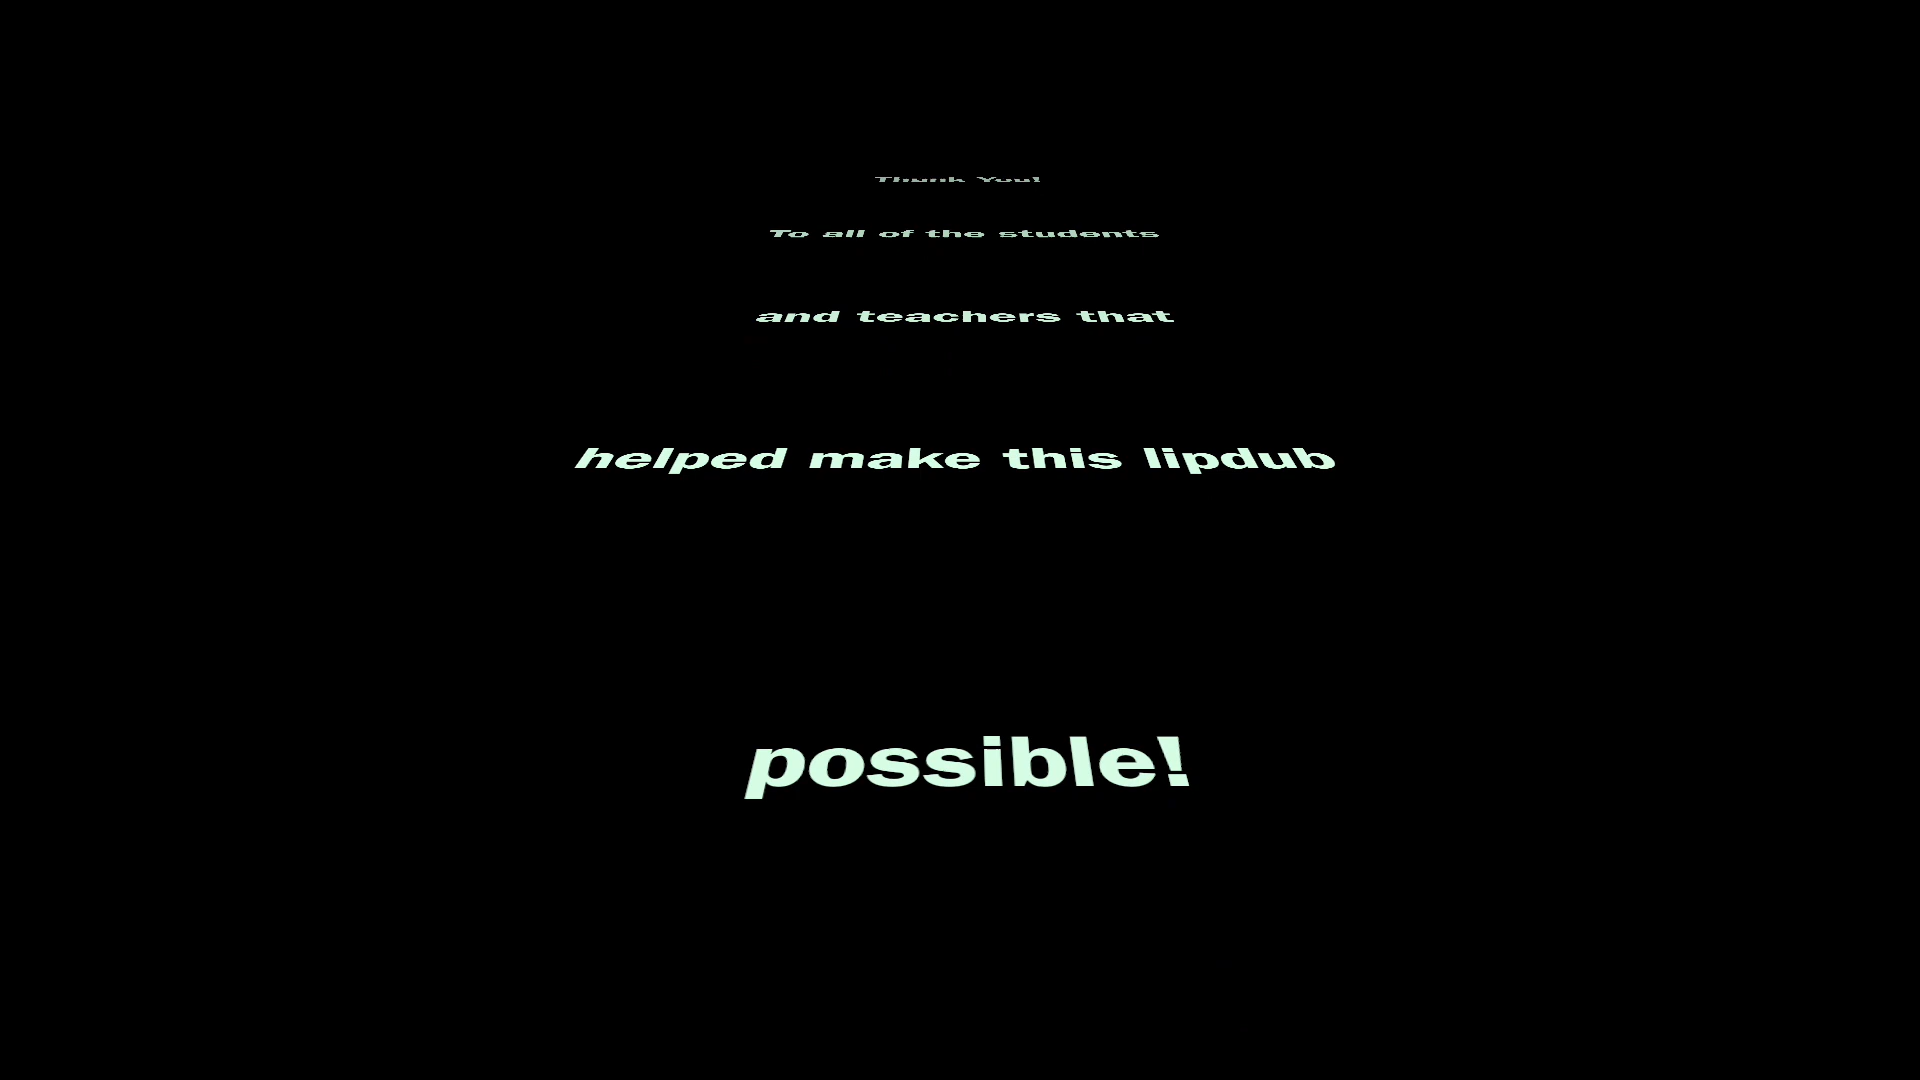 Thank You!
To all of the students
and teachers that
helped make this lipdub
possible!